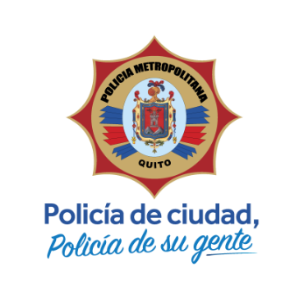 POLICIA METROPOLITANA
QUITO
Policía de ciudad,
Policía de su gente